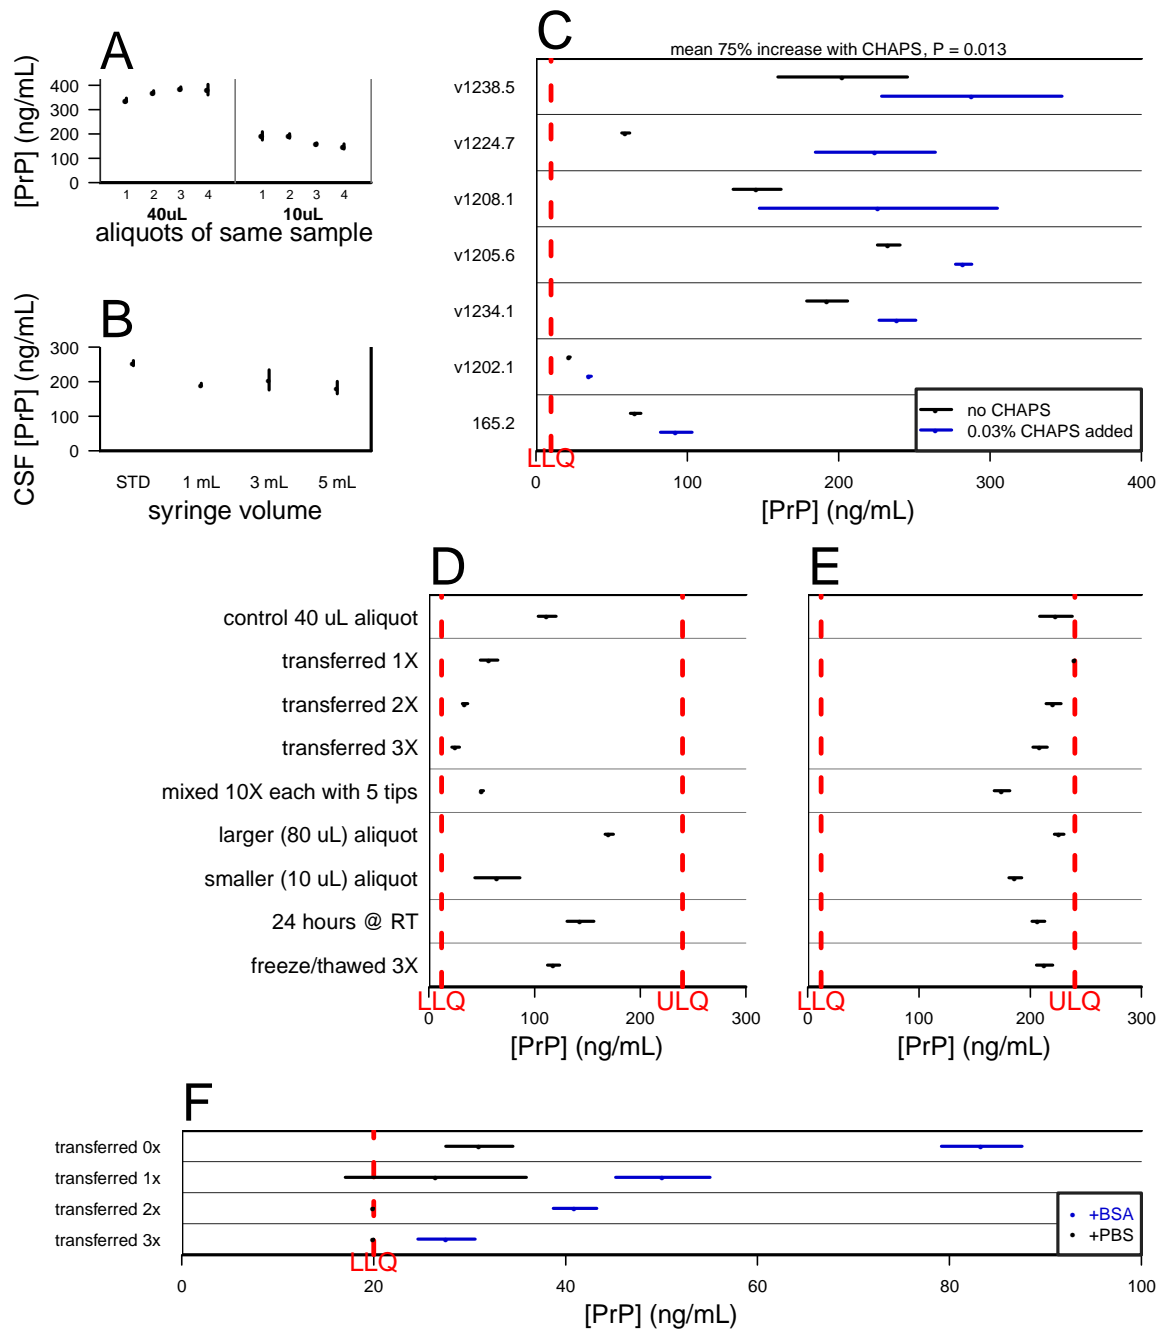 A
[PrP] (ng/mL)
400
300
200
100
0
1 2 3 4 1 2 3 4
40uL 10uL
aliquots of same sample
B
CSF [PrP] (ng/mL)
300
200
100
0
STD 1 mL 3 mL 5 mL
syringe volume
C
mean 75% increase with CHAPS, P = 0.013
v1238.5
v1224.7
v1208.1
v1205.6
v1234.1
v1202.1
165.2
no CHAPS
0.03% CHAPS added
LLQ
0 100 200 300 400
[PrP] (ng/mL)
D
control 40 uL aliquot
transferred 1X
transferred 2X
transferred 3X
mixed 10X each with 5 tips
larger (80 uL) aliquot
smaller (10 uL) aliquot
24 hours @ RT
freeze/thawed 3X
LLQ ULQ
0 100 200 300
[PrP] (ng/mL)
E
LLQ ULQ
0 100 200 300
[PrP] (ng/mL)
F
transferred 0x
transferred 1x
transferred 2x
transferred 3x
+BSA
+PBS
LLQ
0 20 40 60 80 100
[PrP] (ng/mL)